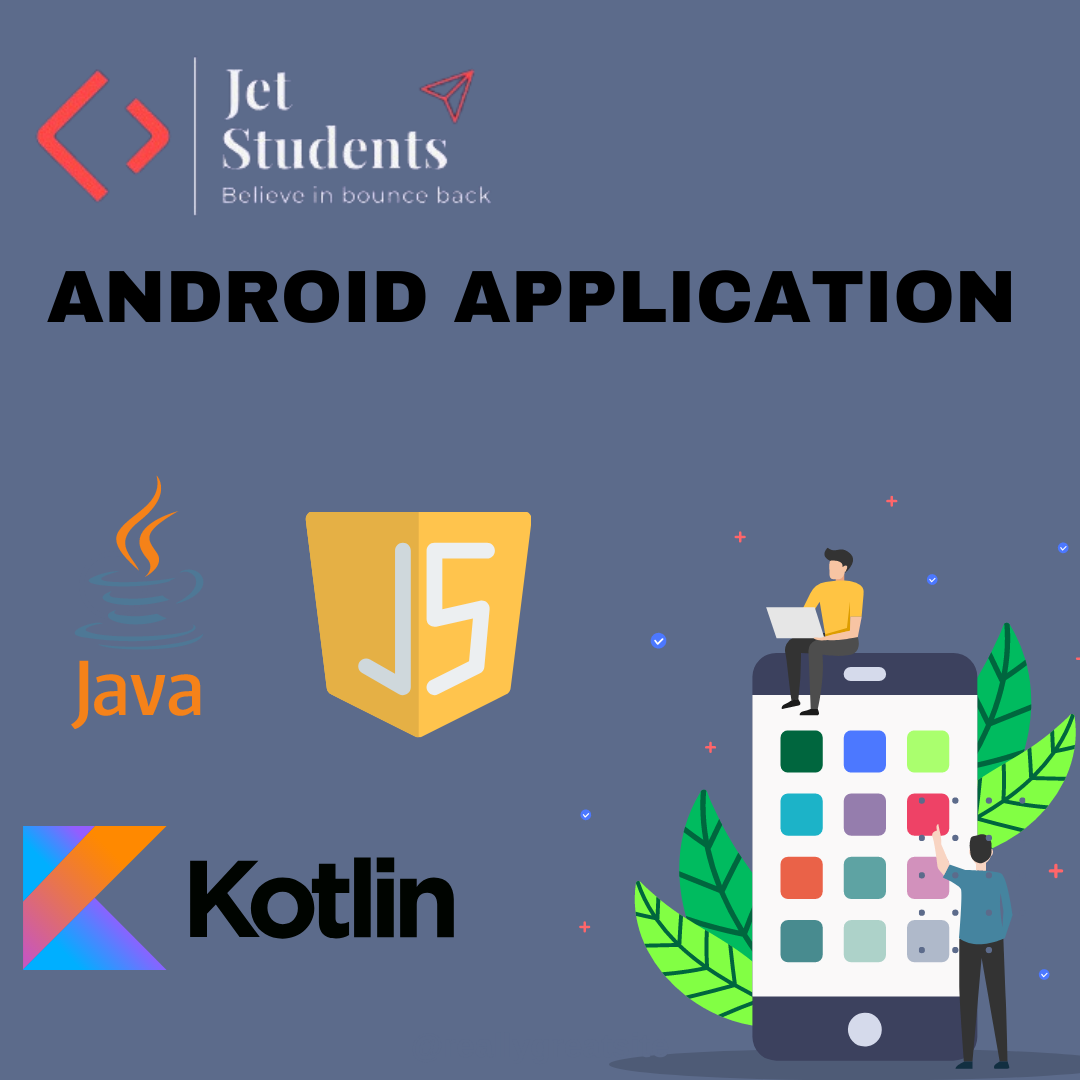 Jet
Students
Believe in bounce back
ANDROID APPLICATION
Java
JS
Kotlin